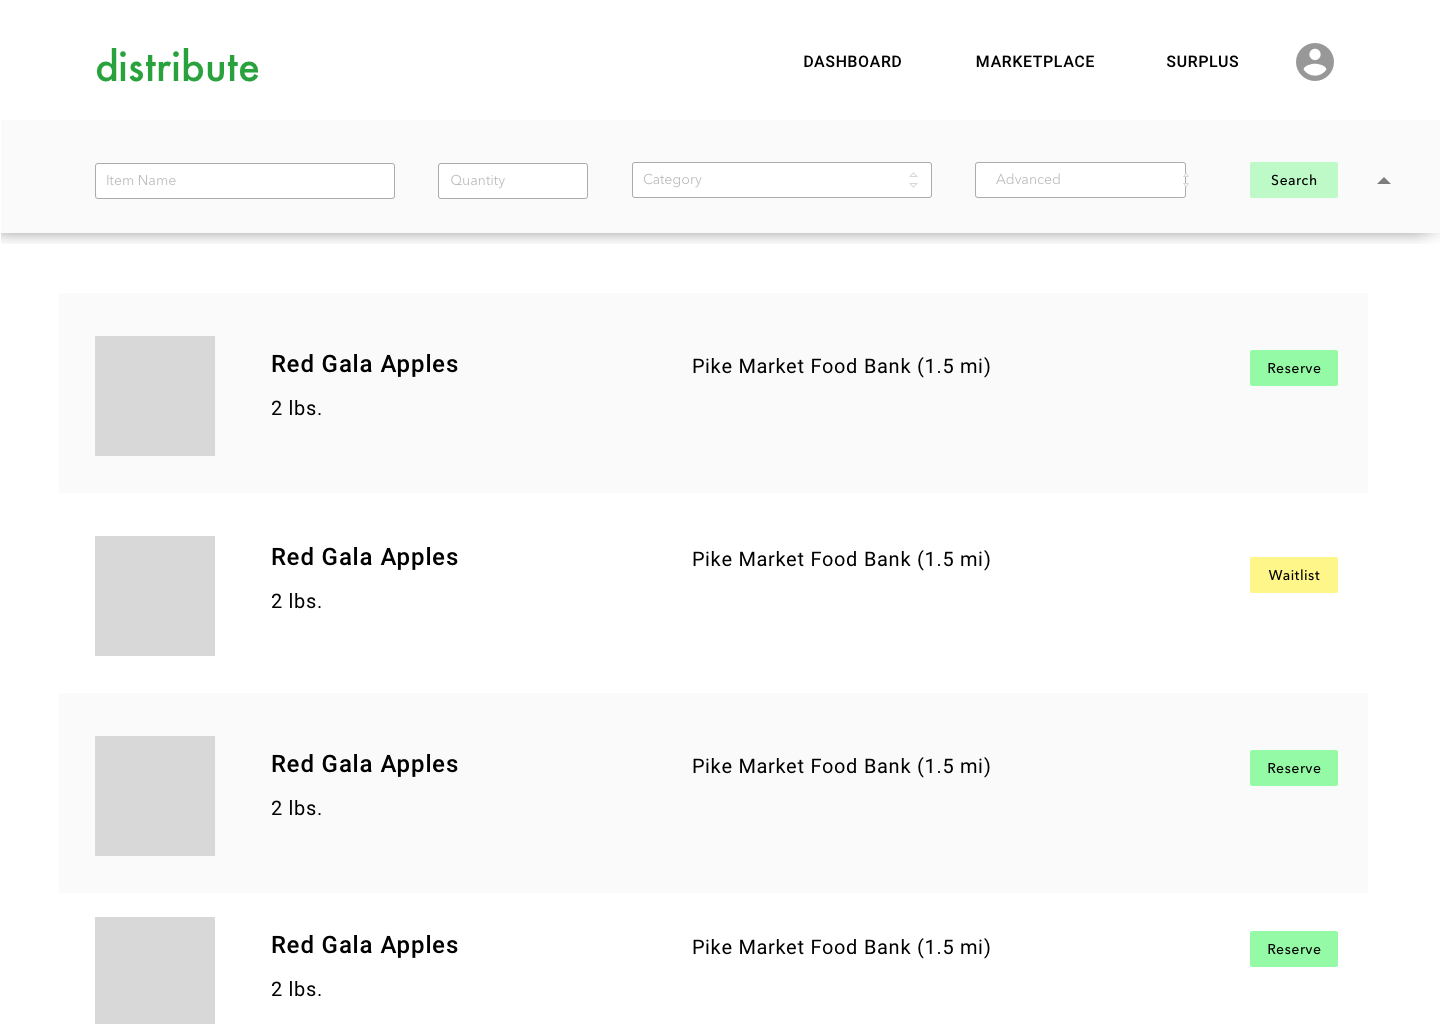 distribute
DASHBOARD MARKETPLACE SURPLUS
Item Name Quantity Category Advanced Search
Red Gala Apples Pike Market Food Bank (1.5 mi) Reserve
2 lbs.
Red Gala Apples Pike Market Food Bank (1.5 mi) Waitlist
2 lbs.
Red Gala Apples Pike Market Food Bank (1.5 mi) Reserve
2 lbs.
Red Gala Apples Pike Market Food Bank (1.5 mi) Reserve
2 lbs.